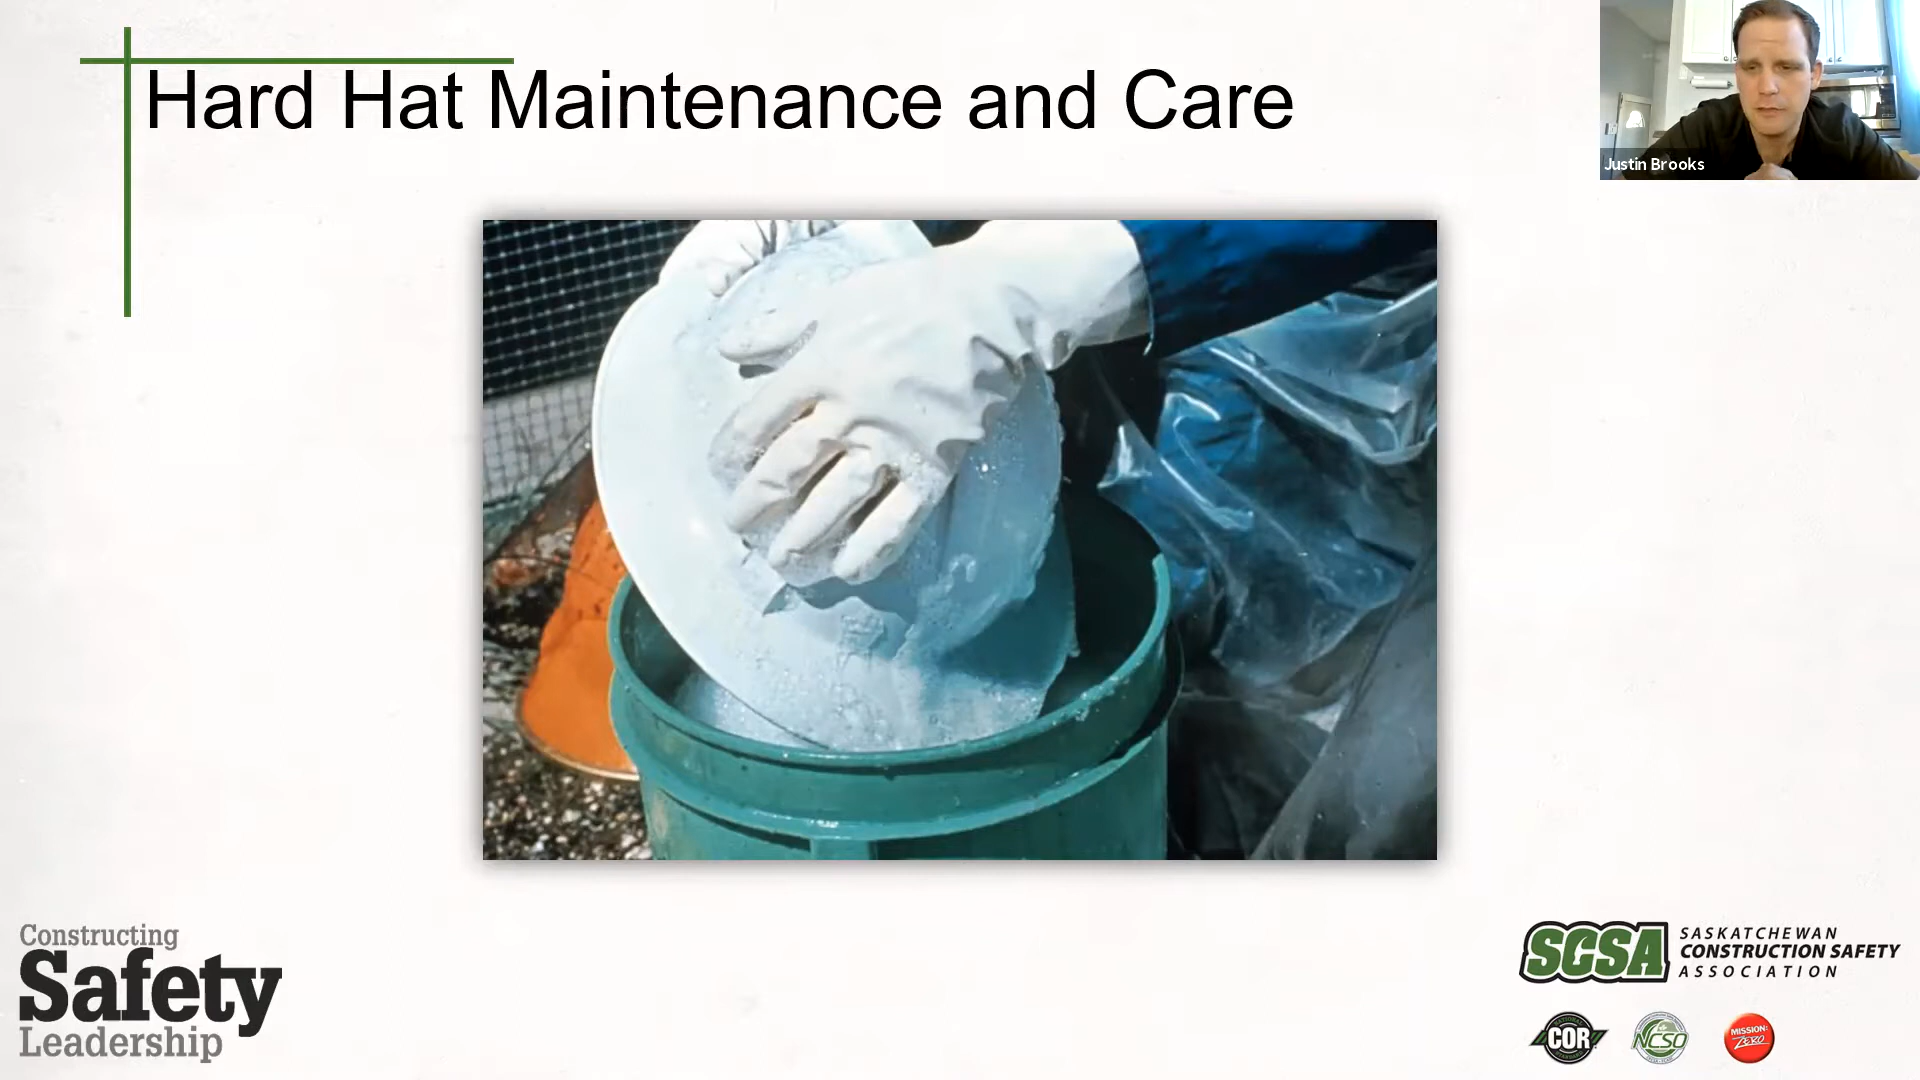 Hard Hat Maintenance and Care
Justin Brooks
Constructing
Safety
Leadership
SCSA
SASKATCHEWAN
CONSTRUCTION SAFETY
ASSOCIATION
COR
NCSO
MISSION:
ZERO